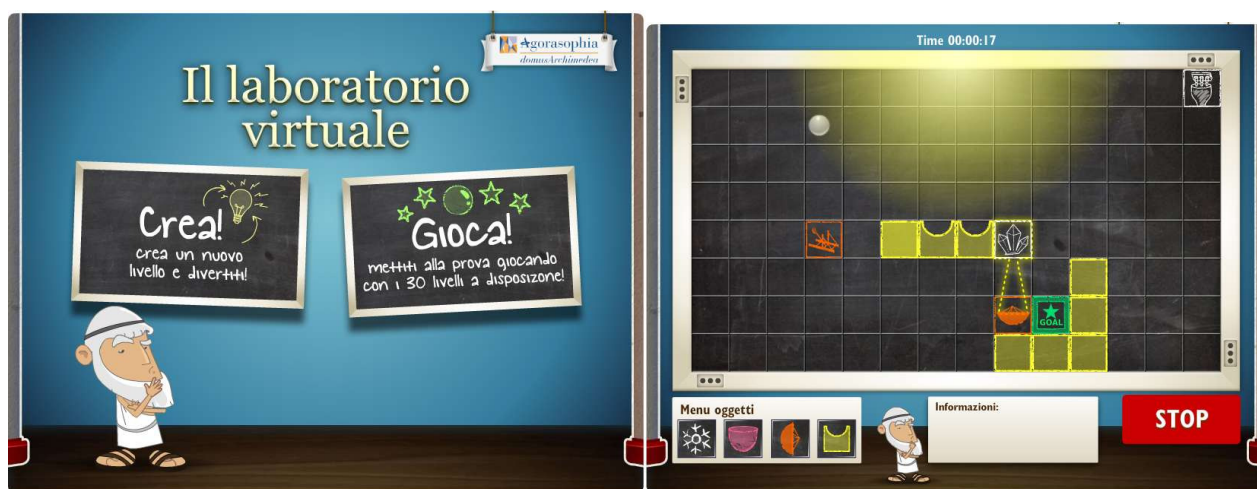 Agorasophia
domusArchimedea
Il laboratorio
virtuale
Crea!
crea un nuovo
livello e divertiti!
Gioca!
mettiti alla prova giocando
con i 30 livelli a disposizone!
Time 00:00:17
GOAL
Menu oggetti
Informazioni:
STOP